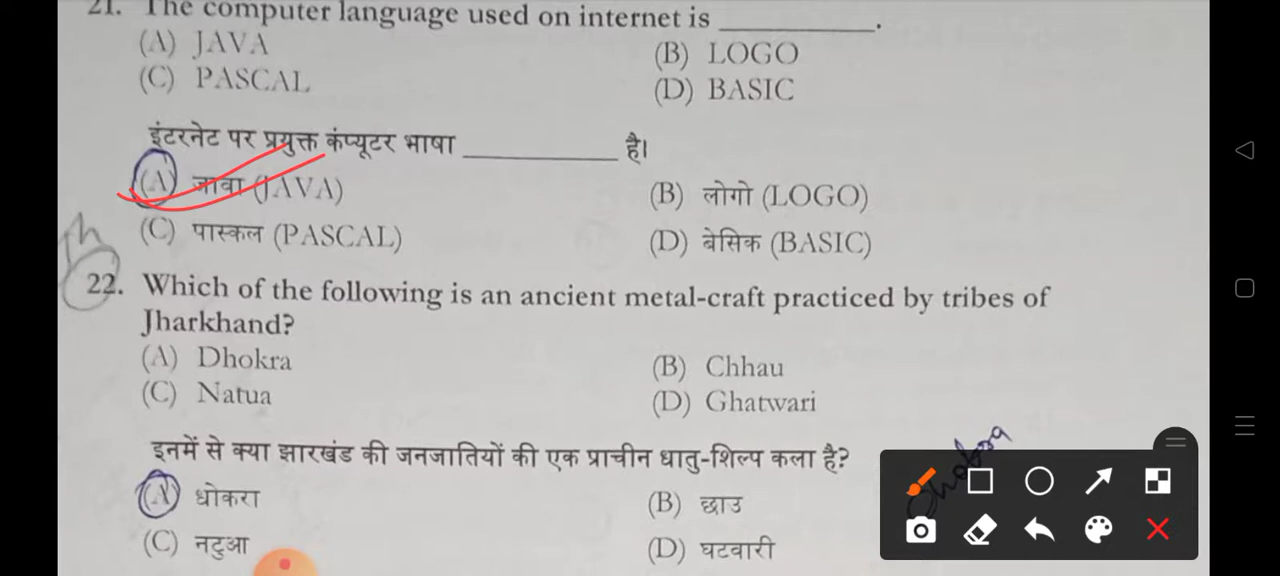 21. The computer language used on internet is ___________.
(A) JAVA
(B) LOGO
(C) PASCAL
(D) BASIC
इंटरनेट पर प्रयुक्त कंप्यूटर भाषा ___________ है।
(A) जावा (JAVA)
(B) लोगो (LOGO)
(C) पास्कल (PASCAL)
(D) बेसिक (BASIC)
22. Which of the following is an ancient metal-craft practiced by tribes of
Jharkhand?
(A) Dhokra
(B) Chhau
(C) Natua
(D) Ghatwari
इनमें से क्या झारखंड की जनजातियों की एक प्राचीन धातु-शिल्प कला है?
(A) धोकरा
(B) छाउ
(C) नटुआ
(D) घटवारी